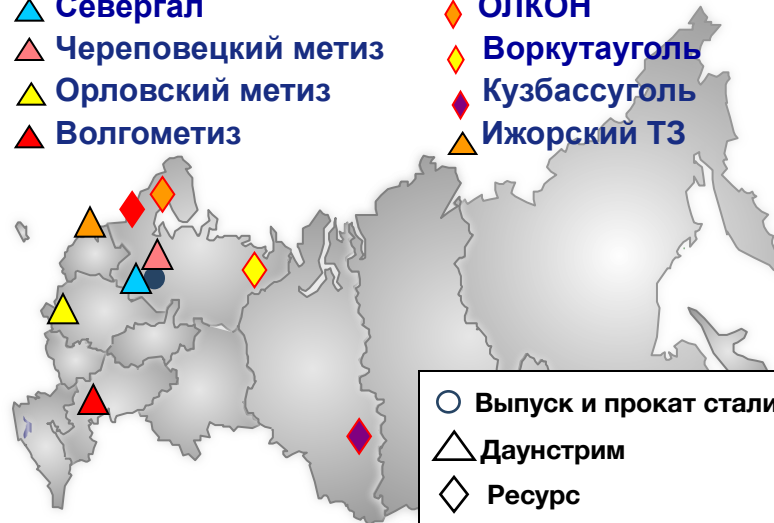 Севергал
ОЛКОН
Череповецкий метиз
Воркутауголь
Орловский метиз
Кузбассуголь
Волгометиз
Ижорский ТЗ
Выпуск и прокат стали
Даунстрим
Ресурс